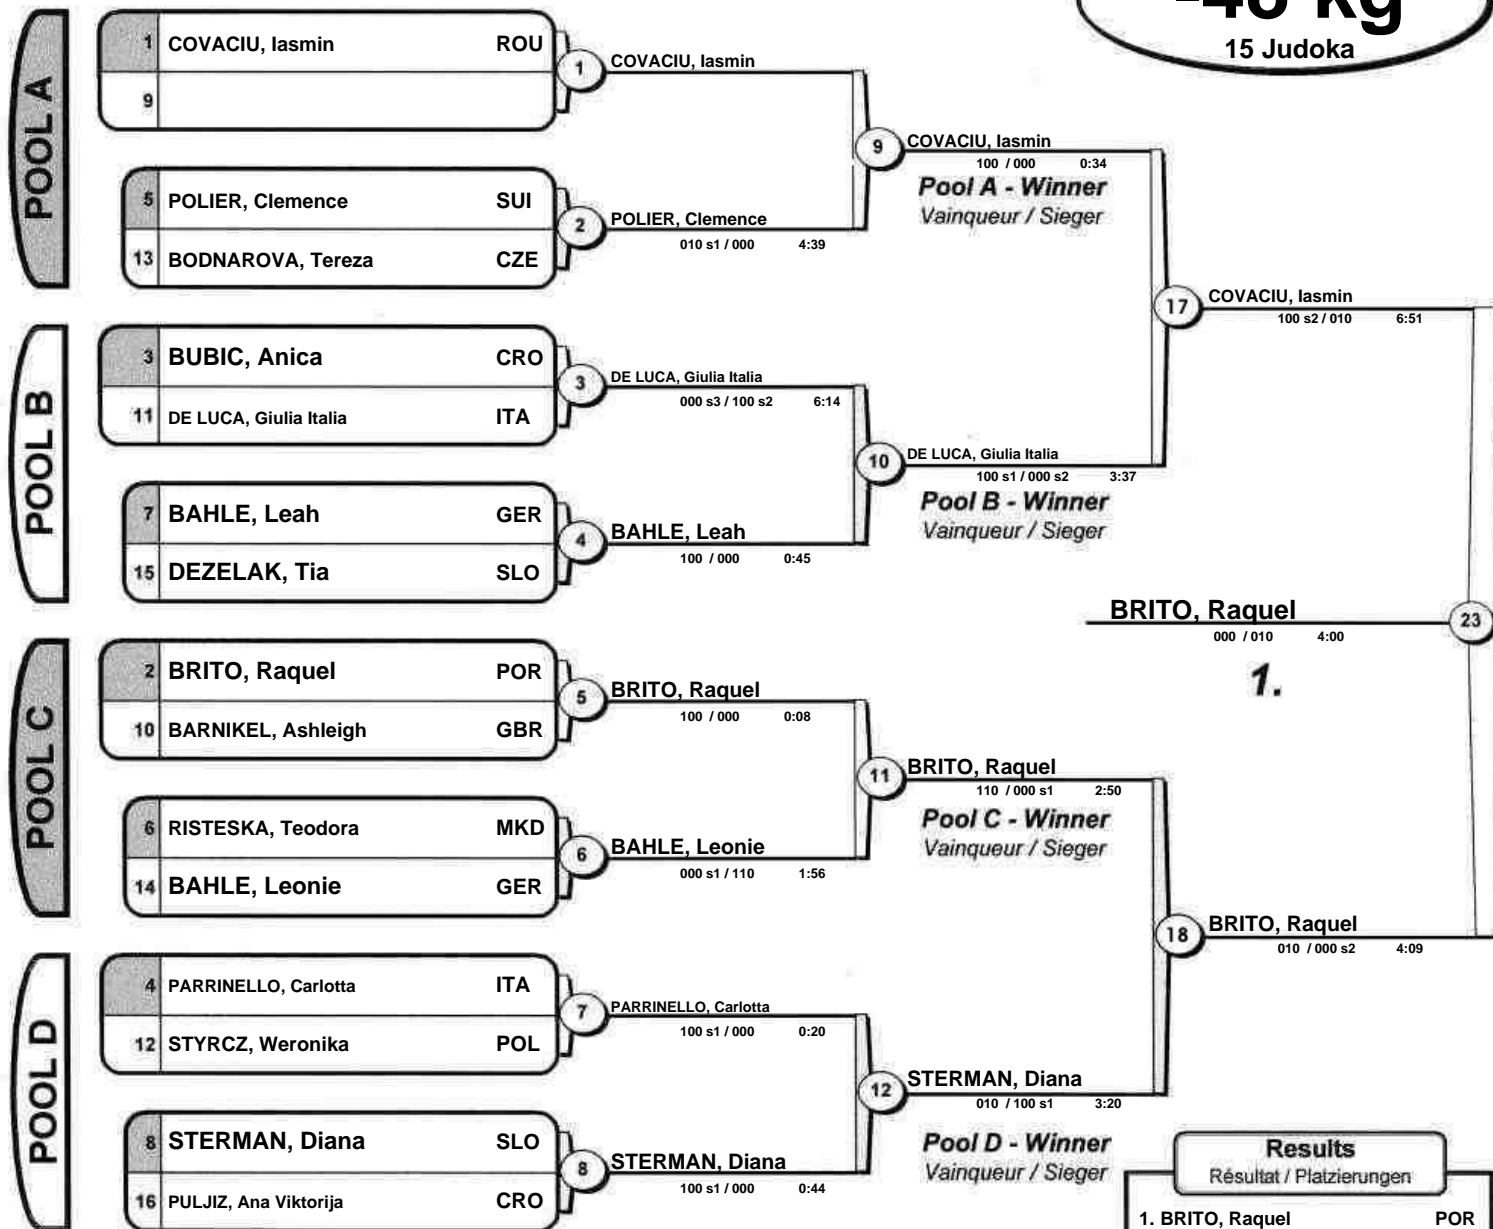 -48 kg
15 Judoka
POOL A
1 COVACIU, Iasmin ROU
9
1 COVACIU, Iasmin
5 POLIER, Clemence SUI
13 BODNAROVA, Tereza CZE
2 POLIER, Clemence
010 s1 / 000 4:39
9 COVACIU, Iasmin
100 / 000 0:34
Pool A - Winner
Vainqueur / Sieger
POOL B
3 BUBIC, Anica CRO
11 DE LUCA, Giulia Italia ITA
3 DE LUCA, Giulia Italia
000 s3 / 100 s2 6:14
7 BAHLE, Leah GER
15 DEZELAK, Tia SLO
4 BAHLE, Leah
100 / 000 0:45
10 DE LUCA, Giulia Italia
100 s1 / 000 s2 3:37
Pool B - Winner
Vainqueur / Sieger
17 COVACIU, Iasmin
100 s2 / 010 6:51
BRITO, Raquel 23
000 / 010 4:00
1.
POOL C
2 BRITO, Raquel POR
10 BARNIKEL, Ashleigh GBR
5 BRITO, Raquel
100 / 000 0:08
6 RISTESKA, Teodora MKD
14 BAHLE, Leonie GER
6 BAHLE, Leonie
000 s1 / 110 1:56
11 BRITO, Raquel
110 / 000 s1 2:50
Pool C - Winner
Vainqueur / Sieger
POOL D
4 PARRINELLO, Carlotta ITA
12 STYRCZ, Weronika POL
7 PARRINELLO, Carlotta
100 s1 / 000 0:20
8 STERMAN, Diana SLO
16 PULJIZ, Ana Viktorija CRO
8 STERMAN, Diana
100 s1 / 000 0:44
12 STERMAN, Diana
010 / 100 s1 3:20
Pool D - Winner
Vainqueur / Sieger
18 BRITO, Raquel
010 / 000 s2 4:09
Results
Résultat / Platzierungen
1. BRITO, Raquel POR